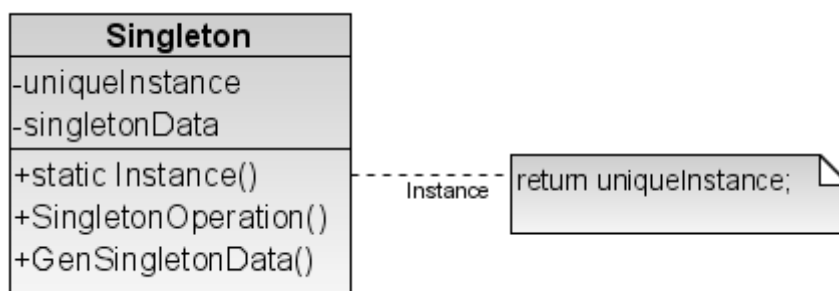 Singleton
-uniqueInstance
-singletonData
+static Instance()
+SingletonOperation()
+GenSingletonData()
Instance
return uniqueInstance;